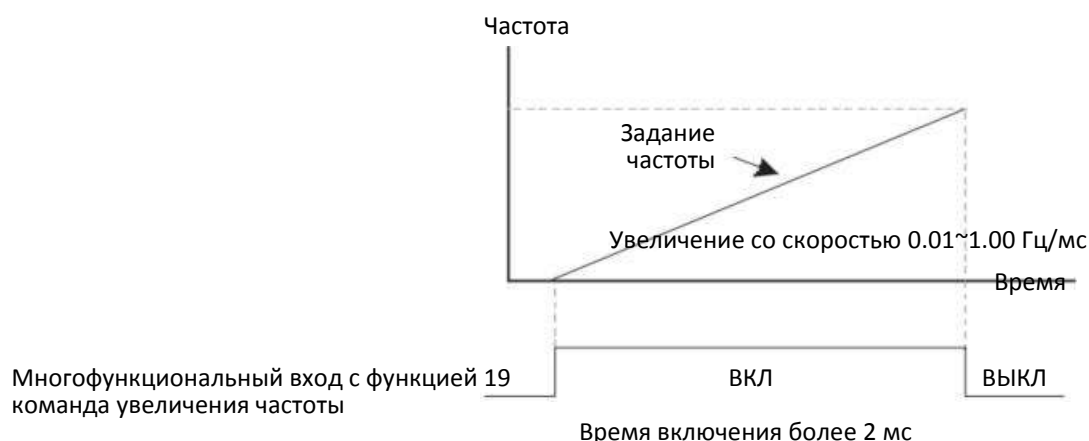 Частота
Задание
частоты
Увеличение со скоростью 0.01~1.00 Гц/мс
Время
Многофункциональный вход с функцией 19
команда увеличения частоты
ВКЛ
ВЫКЛ
Время включения более 2 мс